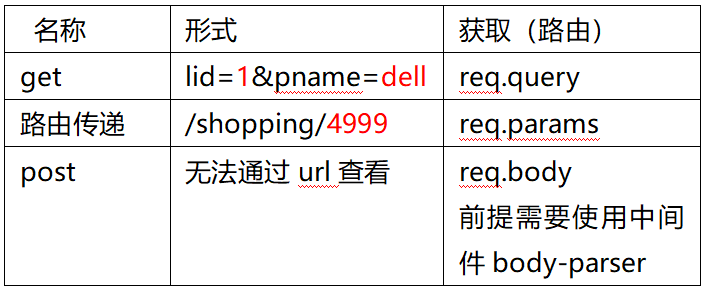 名称 形式 获取（路由）
get lid=1&pname=dell req.query
路由传递 /shopping/4999 req.params
post 无法通过 url 查看 req.body
前提需要使用中间
件 body-parser